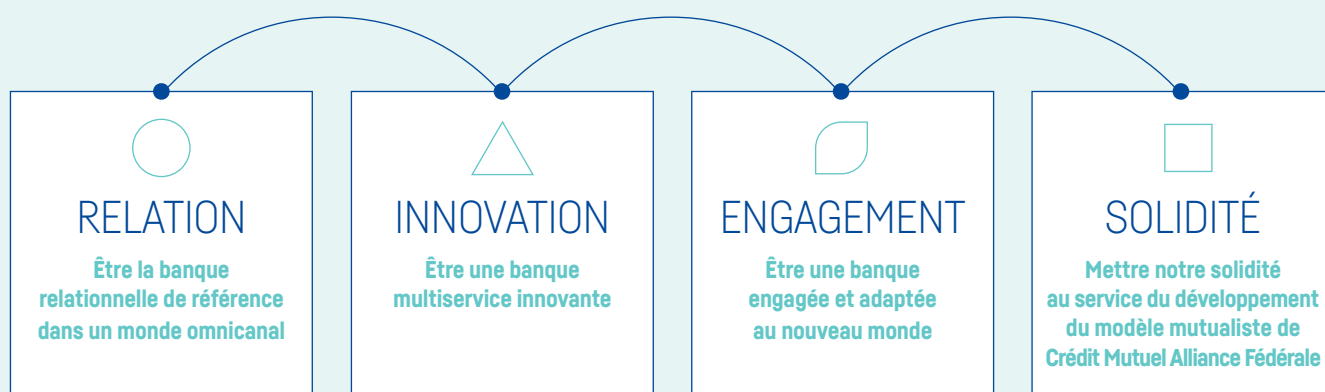 RELATION
Être la banque
relationnelle de référence
dans un monde omnicanal
INNOVATION
Être une banque
multiservice innovante
ENGAGEMENT
Être une banque
engagée et adaptée
au nouveau monde
SOLIDITÉ
Mettre notre solidité
au service du développement
du modèle mutualiste de
Crédit Mutuel Alliance Fédérale